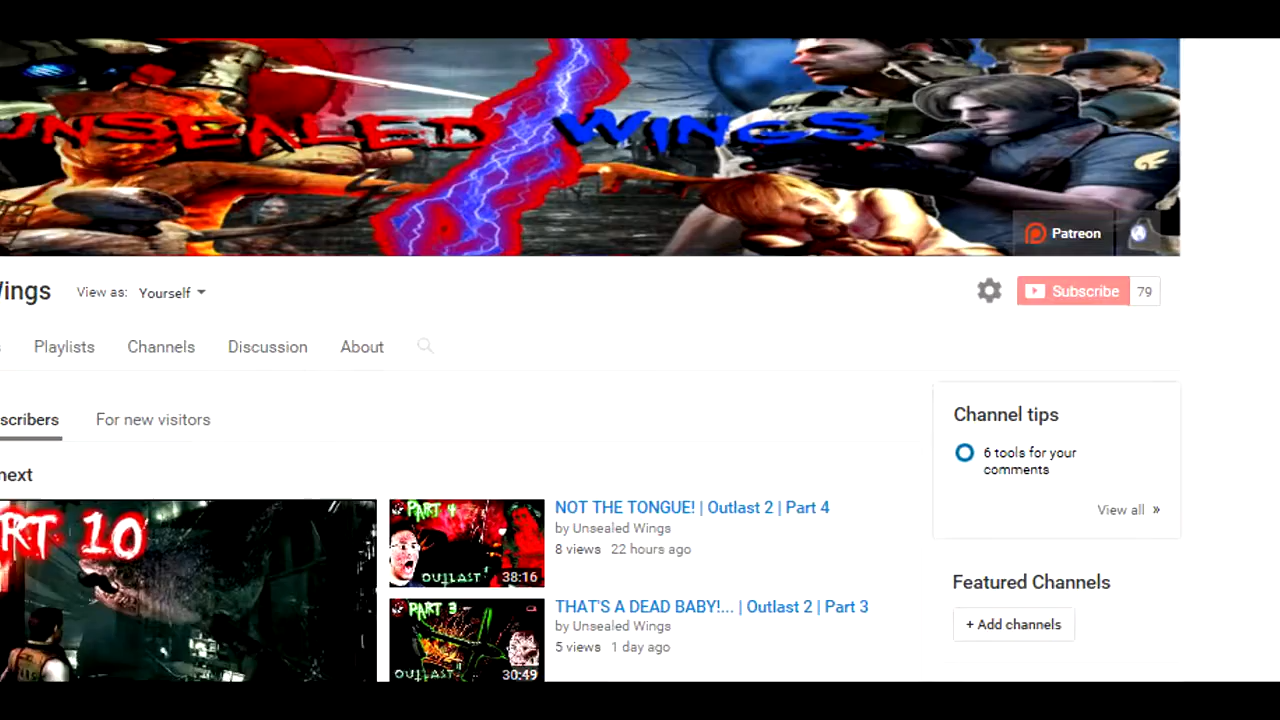 UNSEALED WINGS
Patreon
Wings View as: Yourself
Subscribe 79
s Playlists Channels Discussion About
scribers For new visitors
Channel tips
6 tools for your
comments
View all »
next
PART 10
PART 4
OUTLAST
38:16
NOT THE TONGUE! | Outlast 2 | Part 4
by Unsealed Wings
8 views 22 hours ago
PART 3
OUTLAST
30:49
THAT'S A DEAD BABY!... | Outlast 2 | Part 3
by Unsealed Wings
5 views 1 day ago
Featured Channels
+ Add channels